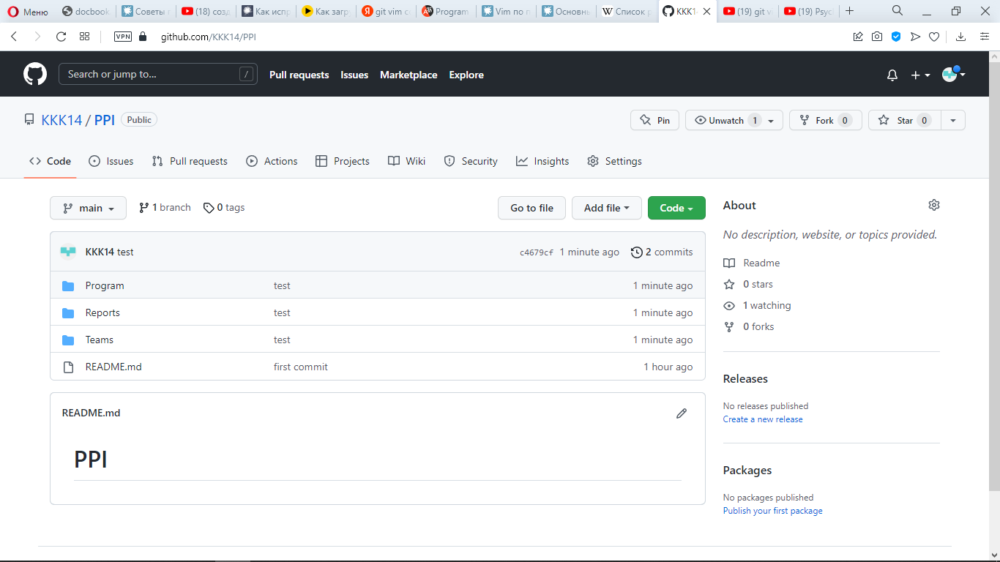 Меню docbook. Советы (18) созд Как испр Как загр git vim co Program Vim по п Основны Список р KKK1 (19) git v (19) Psyc
VPN github.com/KKK14/PPI
Search or jump to... / Pull requests Issues Marketplace Explore
KKK14 / PPI Public Pin Unwatch 1 Fork 0 Star 0
Code Issues Pull requests Actions Projects Wiki Security Insights Settings
main 1 branch 0 tags Go to file Add file Code
KKK14 test c4679cf 1 minute ago 2 commits
Program test 1 minute ago
Reports test 1 minute ago
Teams test 1 minute ago
README.md first commit 1 hour ago
README.md
PPI
About
No description, website, or topics provided.
Readme
0 stars
1 watching
0 forks
Releases
No releases published
Create a new release
Packages
No packages published
Publish your first package